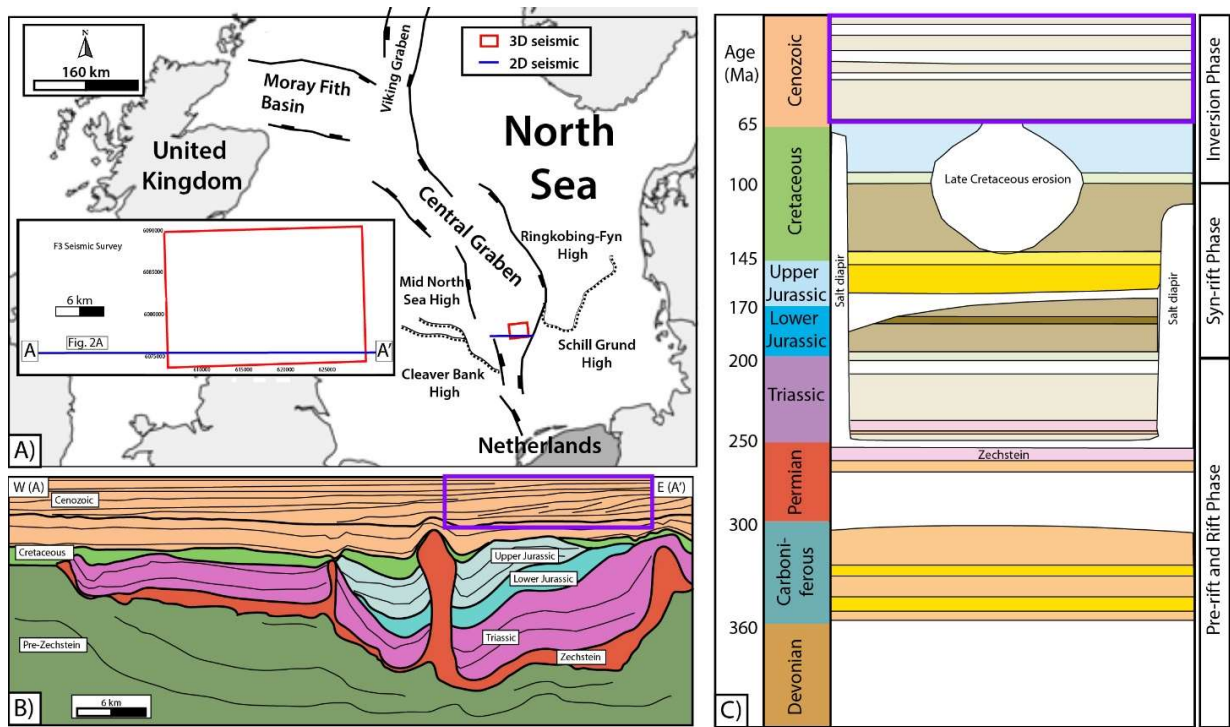 N
160 km
3D seismic
2D seismic
Moray Fith
Basin
Viking Graben
North
Sea
United
Kingdom
Central Graben
Ringkobing-Fyn
High
Mid North
Sea High
Schill Grund
High
Cleaver Bank
High
Netherlands
F3 Seismic Survey
6 km
6090000
6085000
6080000
6075000
610000
615000
620000
625000
A
Fig. 2A
A'
A)
W (A)
E (A')
Cenozoic
Cretaceous
Upper Jurassic
Lower Jurassic
Triassic
Pre-Zechstein
Zechstein
6 km
B)
Age
(Ma)
65
100
145
170
200
250
300
360
Cenozoic
Cretaceous
Upper
Jurassic
Lower
Jurassic
Triassic
Permian
Carboni-
ferous
Devonian
Late Cretaceous erosion
Salt diapir
Salt diapir
Zechstein
Inversion Phase
Syn-rift Phase
Pre-rift and Rift Phase
C)